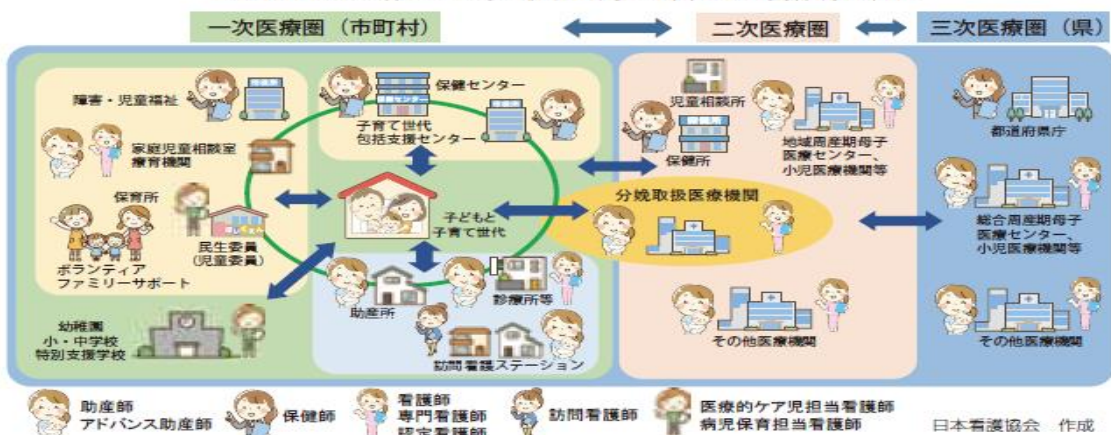 一次医療圏（市町村）
二次医療圏
三次医療圏（県）
障害・児童福祉
家庭児童相談室
療育機関
保育所
民生委員
(児童委員)
ボランティア
ファミリーサポート
幼稚園
小・中学校
特別支援学校
保健センター
子育て世代
包括支援センター
子どもと
子育て世代
助産所
診療所等
訪問看護ステーション
児童相談所
保健所
地域周産期母子
医療センター、
小児医療機関等
分娩取扱医療機関
その他医療機関
都道府県庁
総合周産期母子
医療センター、
小児医療機関等
その他医療機関
助産師
アドバンス助産師
保健師
看護師
専門看護師
認定看護師
訪問看護師
医療的ケア児担当看護師
病児保育担当看護師
日本看護協会　作成